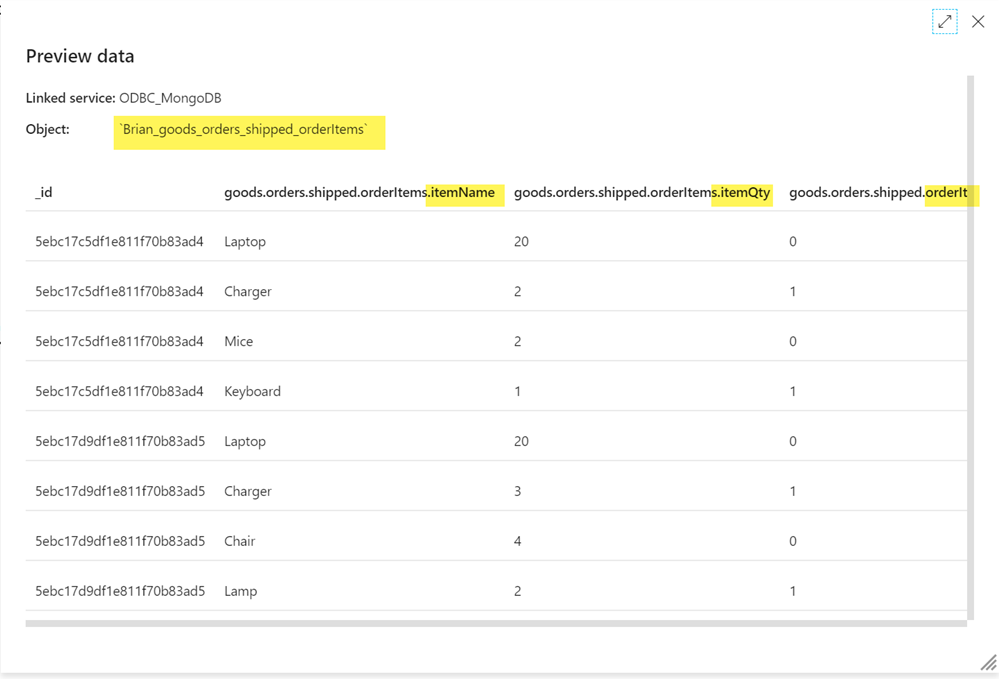 Preview data
Linked service: ODBC_MongoDB
Object: `Brian_goods_orders_shipped_orderItems`
_id goods.orders.shipped.orderItems.itemName goods.orders.shipped.orderItems.itemQty goods.orders.shipped.orderIt
5ebc17c5df1e811f70b83ad4 Laptop 20 0
5ebc17c5df1e811f70b83ad4 Charger 2 1
5ebc17c5df1e811f70b83ad4 Mice 2 0
5ebc17c5df1e811f70b83ad4 Keyboard 1 1
5ebc17d9df1e811f70b83ad5 Laptop 20 0
5ebc17d9df1e811f70b83ad5 Charger 3 1
5ebc17d9df1e811f70b83ad5 Chair 4 0
5ebc17d9df1e811f70b83ad5 Lamp 2 1